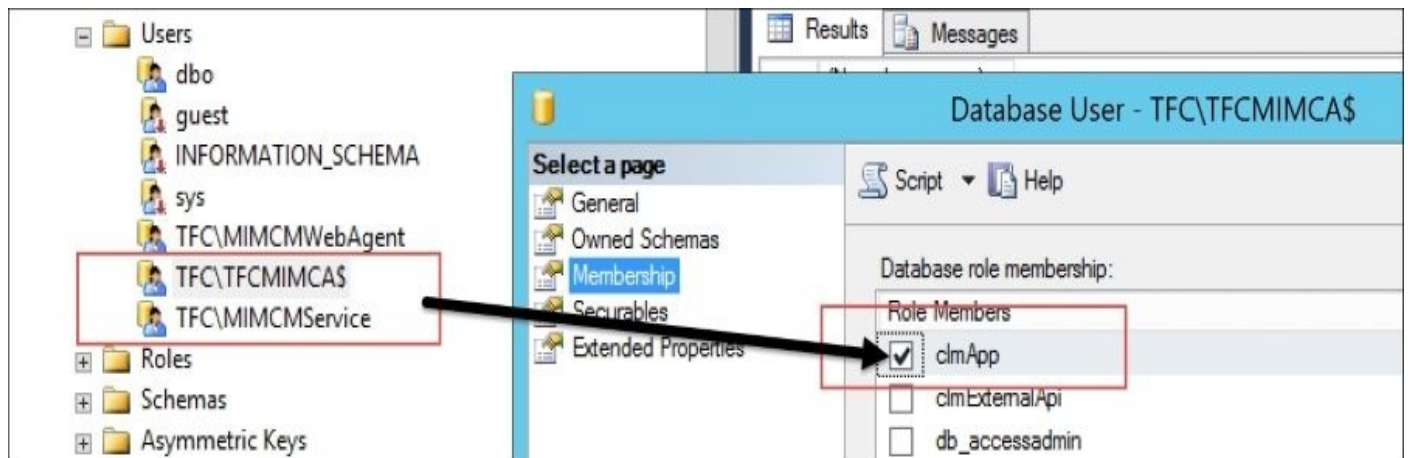 Users
dbo
guest
INFORMATION_SCHEMA
sys
TFC\MIMCMWebAgent
TFC\TFCMIMCA$
TFC\MIMCMService
Roles
Schemas
Asymmetric Keys
Results
Messages
Database User - TFC\TFCMIMCA$
Select a page
General
Owned Schemas
Membership
Securables
Extended Properties
Script
Help
Database role membership:
Role Members
clmApp
clmExternalApi
db_accessadmin